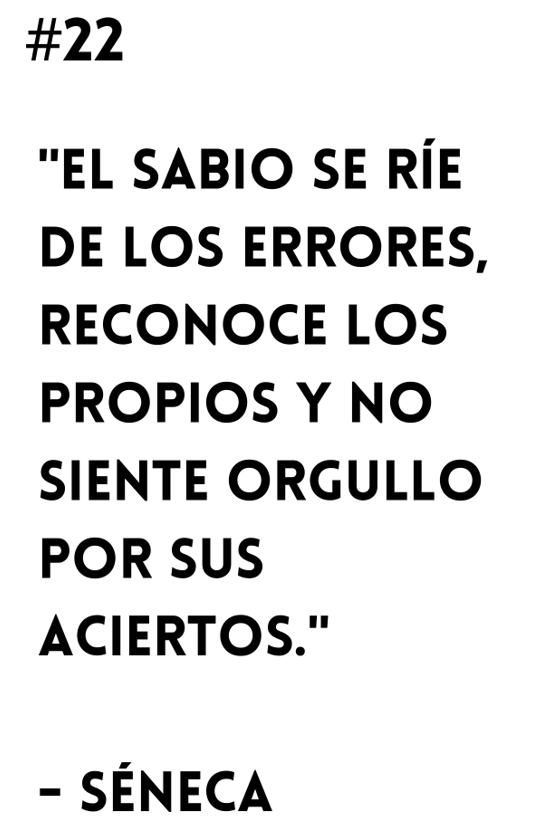 #22
"EL SABIO SE RÍE
DE LOS ERRORES,
RECONOCE LOS
PROPIOS Y NO
SIENTE ORGULLO
POR SUS
ACIERTOS."
- SÉNECA